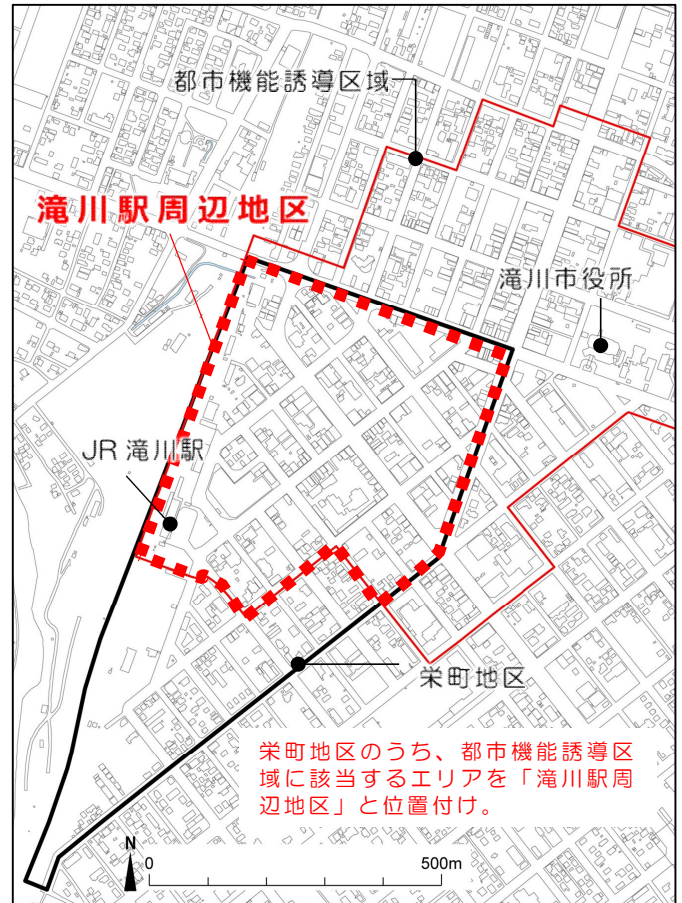 都市機能誘導区域
滝川駅周辺地区
滝川市役所
JR 滝川駅
栄町地区
栄町地区のうち、都市機能誘導区
域に該当するエリアを「滝川駅周
辺地区」と位置付け。
N
0
500m